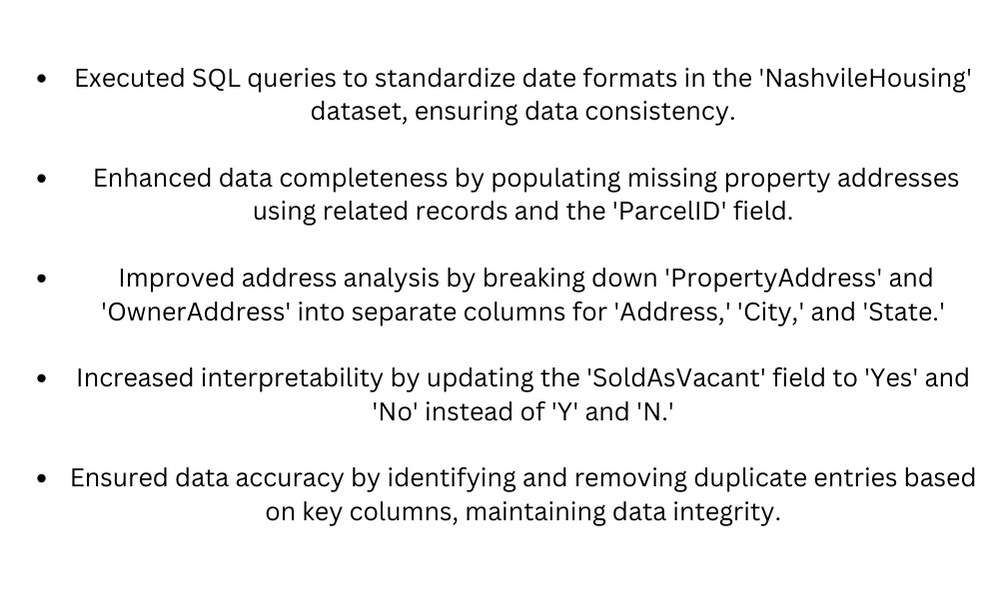 • Executed SQL queries to standardize date formats in the 'NashvileHousing'
dataset, ensuring data consistency.
• Enhanced data completeness by populating missing property addresses
using related records and the 'ParcelID' field.
• Improved address analysis by breaking down 'PropertyAddress' and
'OwnerAddress' into separate columns for 'Address,' 'City,' and 'State.'
• Increased interpretability by updating the 'SoldAsVacant' field to 'Yes' and
'No' instead of 'Y' and 'N.'
• Ensured data accuracy by identifying and removing duplicate entries based
on key columns, maintaining data integrity.